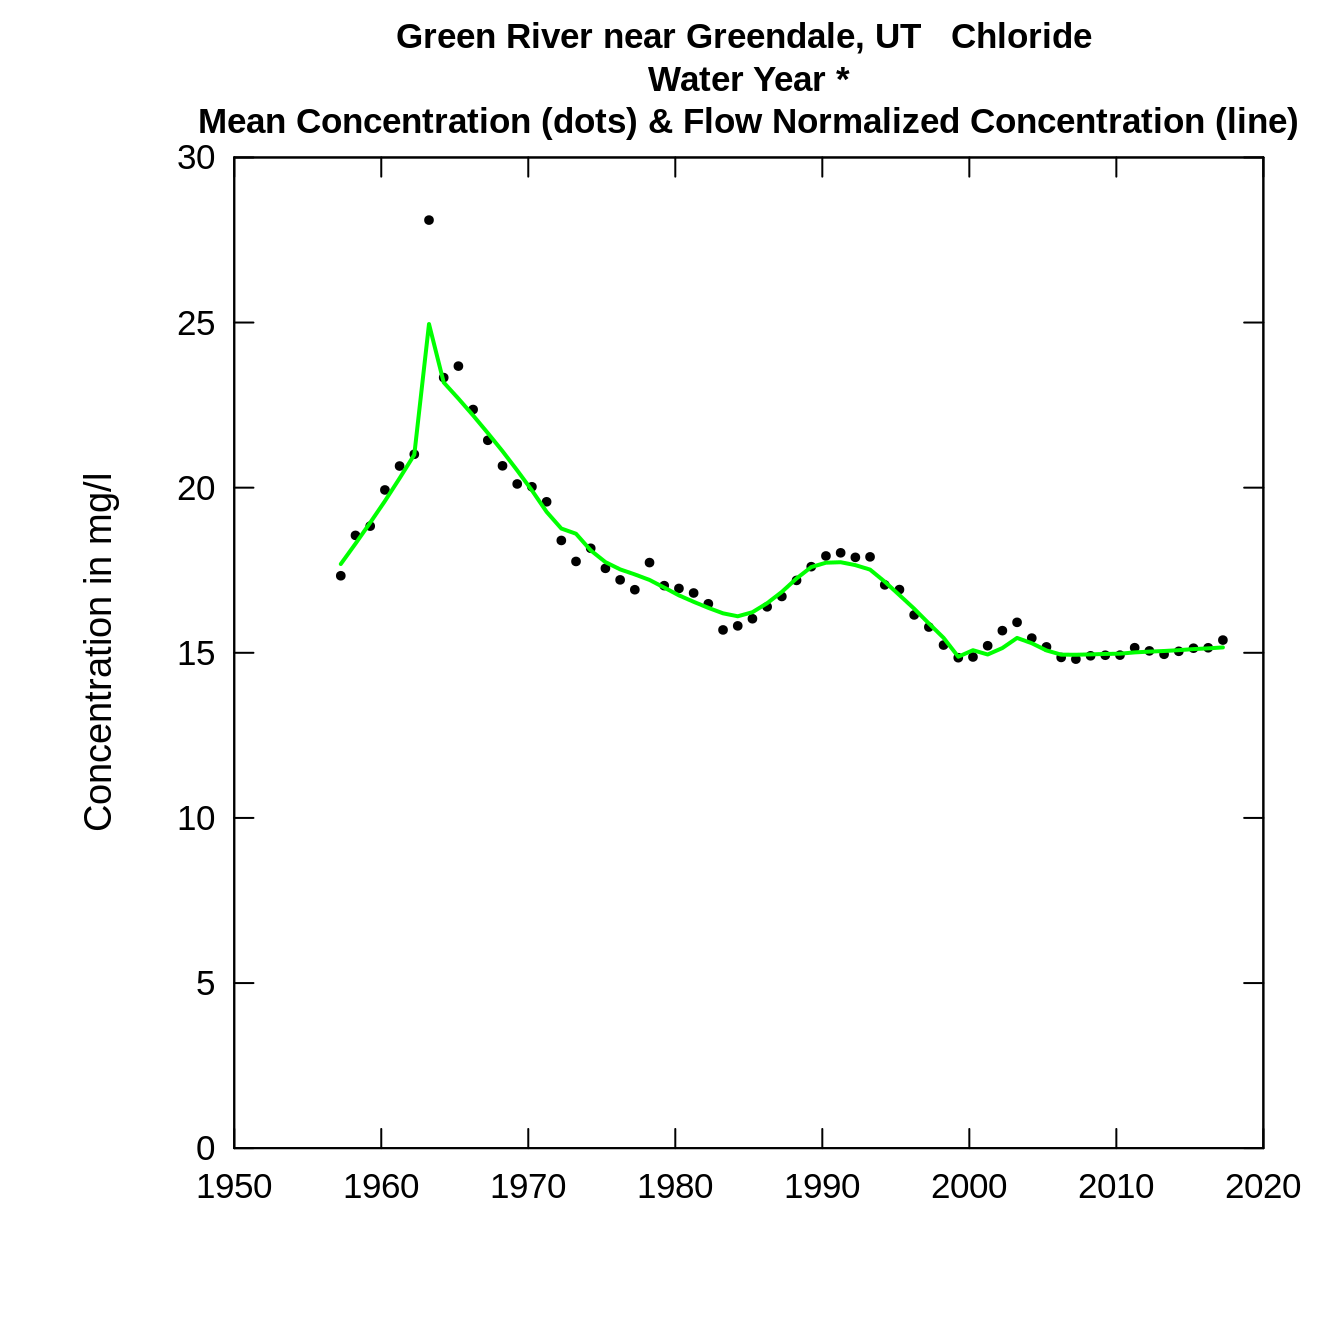 Green River near Greendale, UT   Chloride
Water Year *
Mean Concentration (dots) & Flow Normalized Concentration (line)
30
25
20
15
10
5
0
Concentration in mg/l
1950 1960 1970 1980 1990 2000 2010 2020